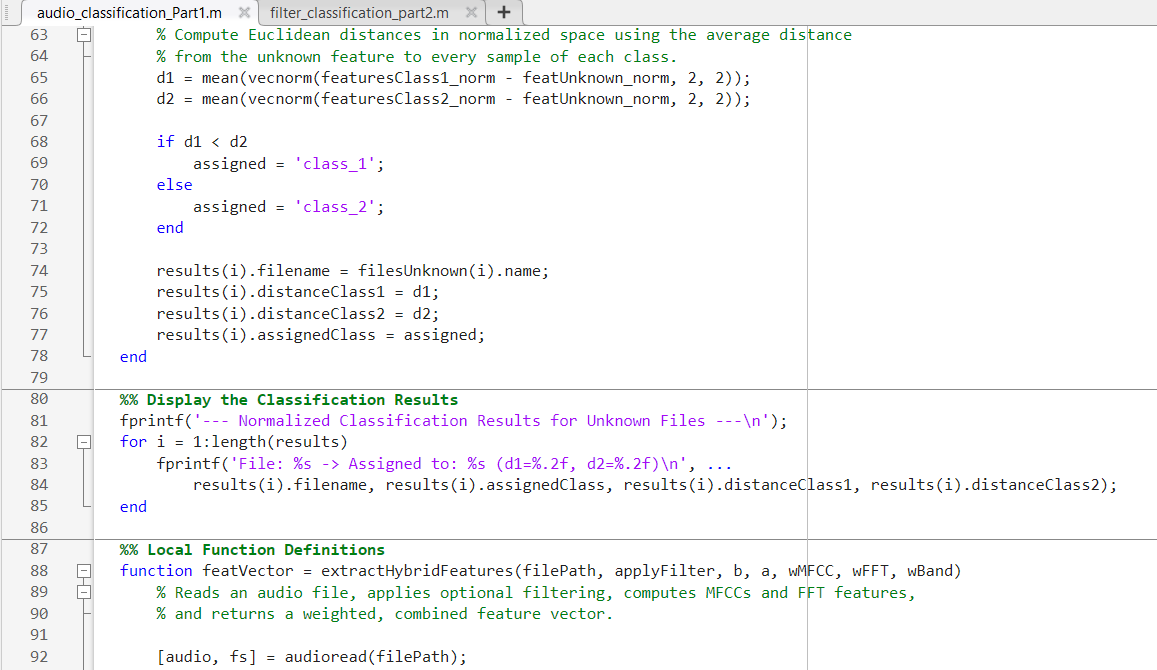 audio_classification_Part1.m × filter_classification_part2.m × +
63 % Compute Euclidean distances in normalized space using the average distance
64 % from the unknown feature to every sample of each class.
65 d1 = mean(vecnorm(featuresClass1_norm - featUnknown_norm, 2, 2));
66 d2 = mean(vecnorm(featuresClass2_norm - featUnknown_norm, 2, 2));
67
68 if d1 < d2
69 assigned = 'class_1';
70 else
71 assigned = 'class_2';
72 end
73
74 results(i).filename = filesUnknown(i).name;
75 results(i).distanceClass1 = d1;
76 results(i).distanceClass2 = d2;
77 results(i).assignedClass = assigned;
78 end
79
80 %% Display the Classification Results
81 fprintf('--- Normalized Classification Results for Unknown Files ---\n');
82 for i = 1:length(results)
83 fprintf('File: %s -> Assigned to: %s (d1=%.2f, d2=%.2f)\n', ...
84 results(i).filename, results(i).assignedClass, results(i).distanceClass1, results(i).distanceClass2);
85 end
86
87 %% Local Function Definitions
88 function featVector = extractHybridFeatures(filePath, applyFilter, b, a, wMFCC, wFFT, wBand)
89 % Reads an audio file, applies optional filtering, computes MFCCs and FFT features,
90 % and returns a weighted, combined feature vector.
91
92 [audio, fs] = audioread(filePath);